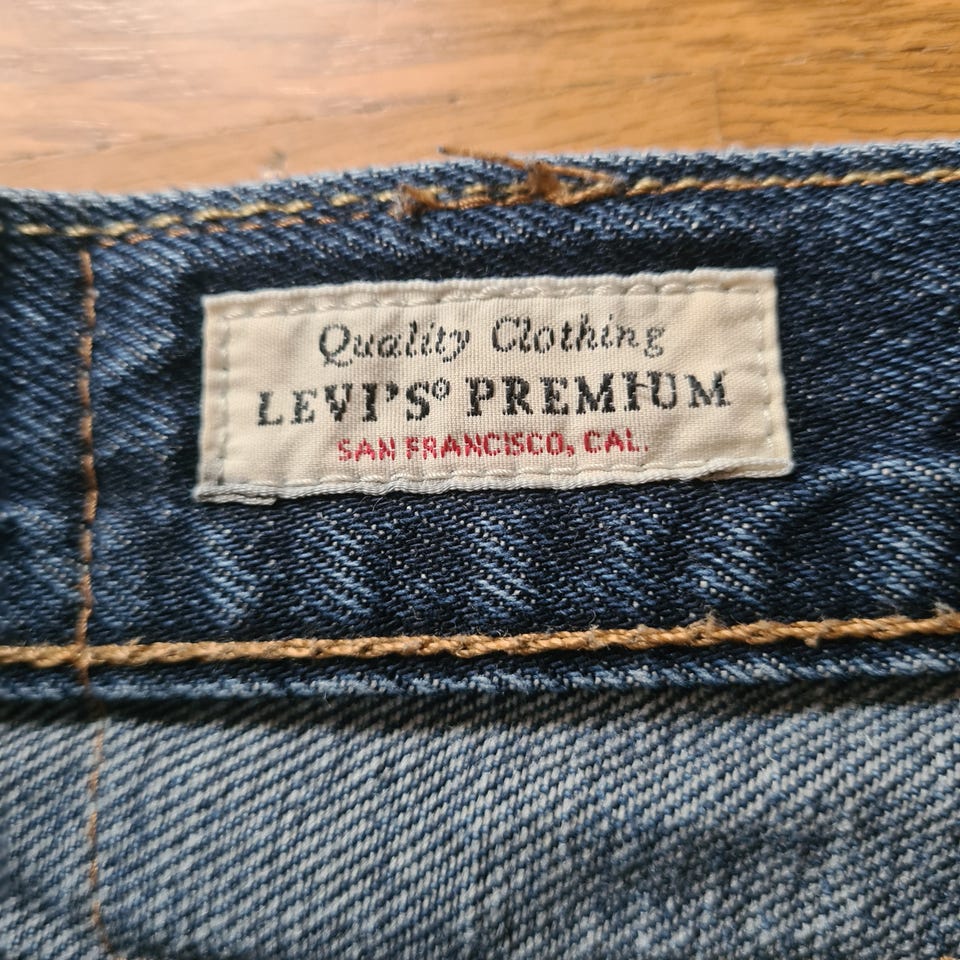 Quality Clothing
LEVI'S® PREMIUM
SAN FRANCISCO, CAL.